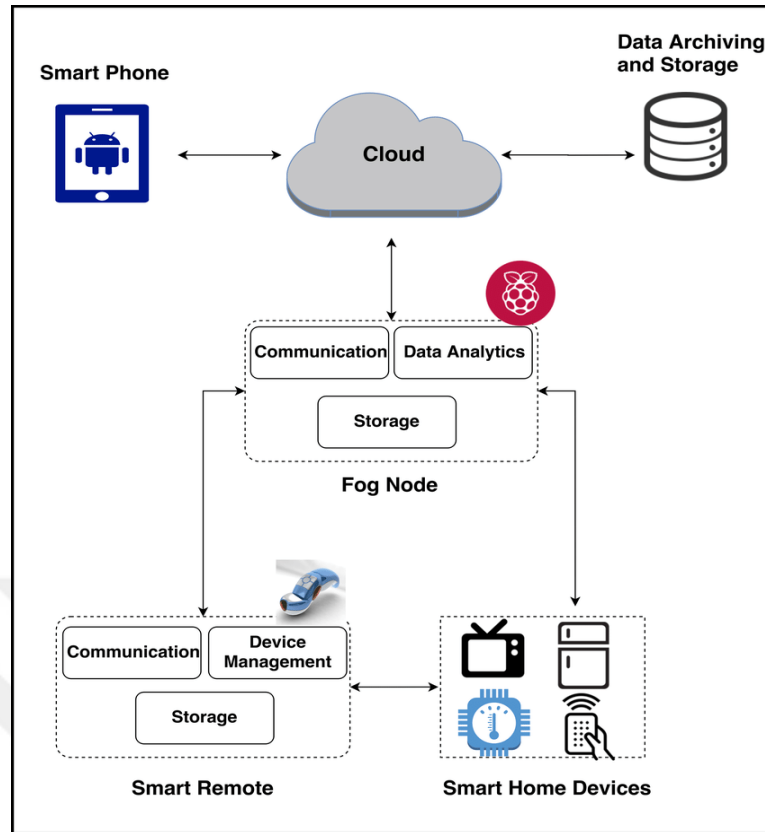 Smart Phone
Data Archiving
and Storage
Cloud
Communication
Data Analytics
Storage
Fog Node
Communication
Device
Management
Storage
Smart Remote
Smart Home Devices